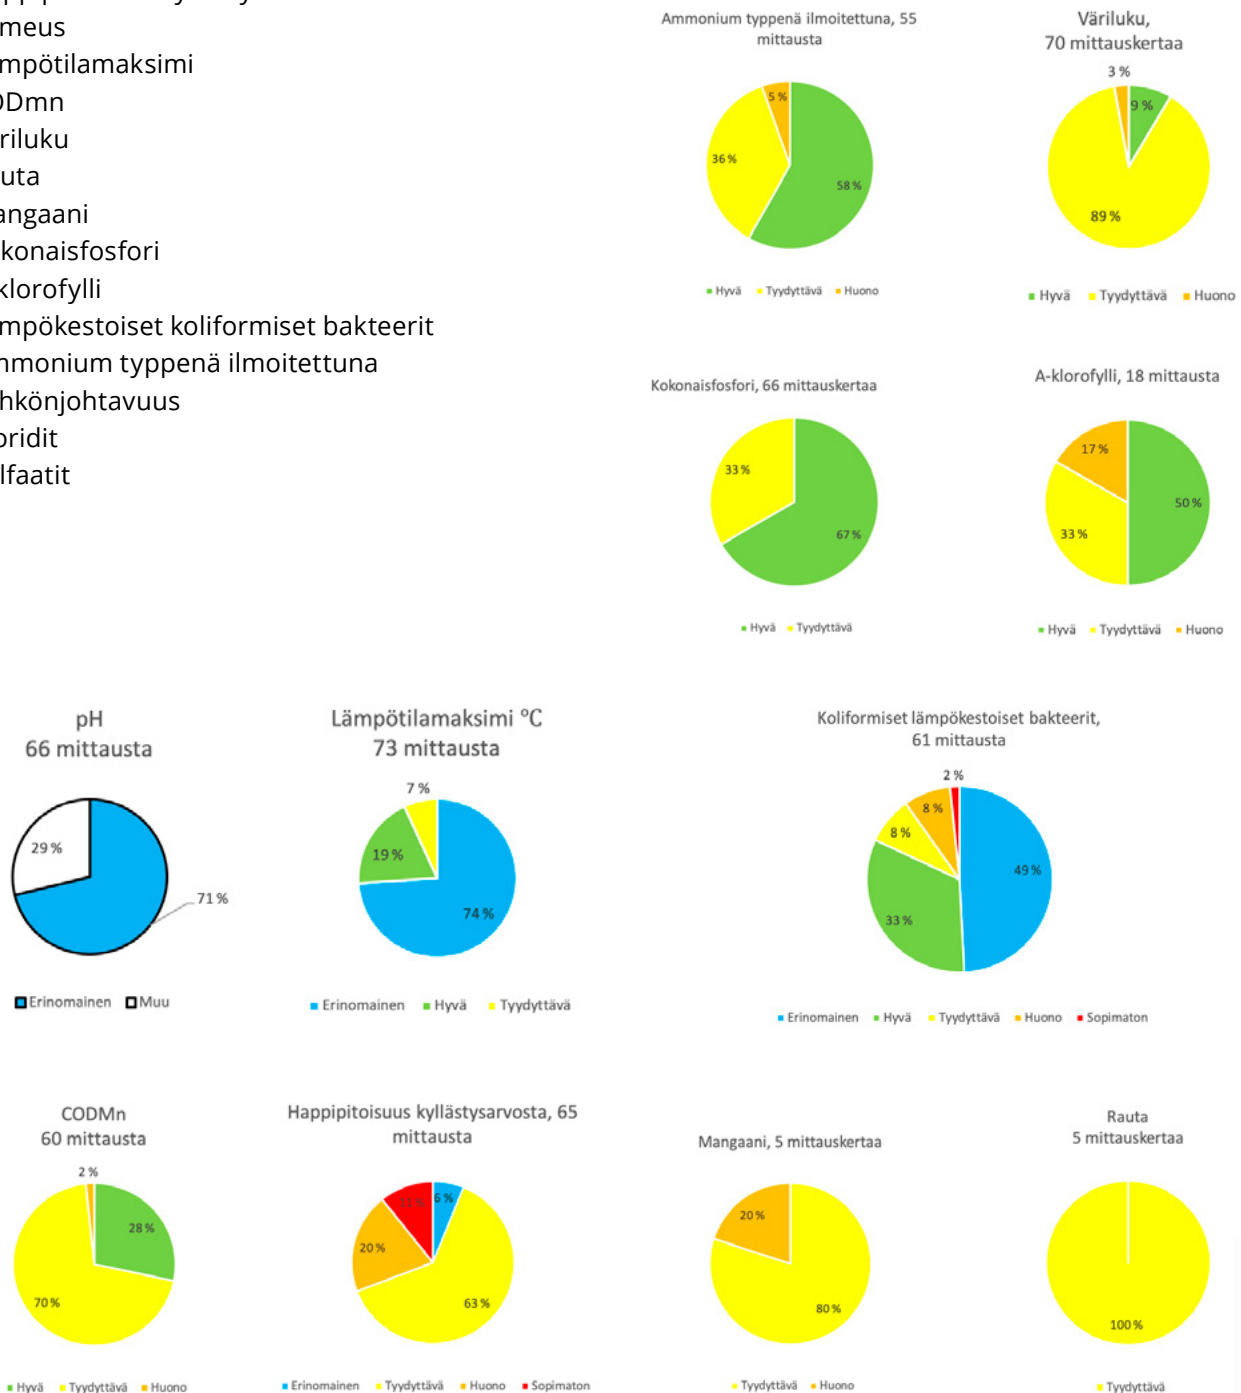 meus
mpötilamaksimi
ODmn
riluku
uta
angaani
konaisfosfori
klorofylli
mpökestoiset koliformiset bakteerit
mmonium typpenä ilmoitettuna
hkönjohtavuus
oridit
lfaatit
Ammonium typpenä ilmoitettuna, 55
mittausta
5 %
36 %
58 %
Hyvä Tyydyttävä Huono
Väriluku,
70 mittauskertaa
3 %
9 %
89 %
Hyvä Tyydyttävä Huono
Kokonaisfosfori, 66 mittauskertaa
33 %
67 %
Hyvä Tyydyttävä
A-klorofylli, 18 mittausta
17 %
50 %
33 %
Hyvä Tyydyttävä Huono
pH
66 mittausta
29 %
71 %
Erinomainen Muu
Lämpötilamaksimi °C
73 mittausta
7 %
19 %
74 %
Erinomainen Hyvä Tyydyttävä
Koliformiset lämpökestoiset bakteerit,
61 mittausta
2 %
8 %
8 %
49 %
33 %
Erinomainen Hyvä Tyydyttävä Huono Sopimaton
CODMn
60 mittausta
2 %
28 %
70 %
Hyvä Tyydyttävä Huono
Happipitoisuus kyllästysarvosta, 65
mittausta
11 %
6 %
20 %
63 %
Erinomainen Tyydyttävä Huono Sopimaton
Mangaani, 5 mittauskertaa
20 %
80 %
Tyydyttävä Huono
Rauta
5 mittauskertaa
100 %
Tyydyttävä